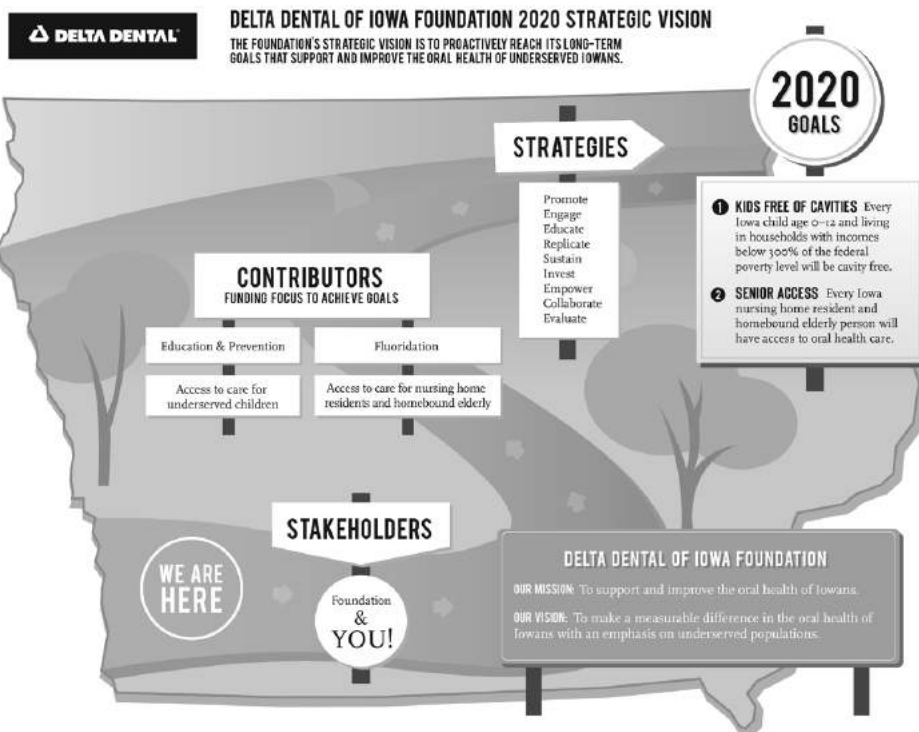 DELTA DENTAL
DELTA DENTAL OF IOWA FOUNDATION 2020 STRATEGIC VISION
THE FOUNDATION'S STRATEGIC VISION IS TO PROACTIVELY REACH ITS LONG-TERM
GOALS THAT SUPPORT AND IMPROVE THE ORAL HEALTH OF UNDERSERVED IOWANS.
2020
GOALS
1 KIDS FREE OF CAVITIES Every
Iowa child age 0–12 and living
in households with incomes
below 300% of the federal
poverty level will be cavity free.
2 SENIOR ACCESS Every Iowa
nursing home resident and
homebound elderly person will
have access to oral health care.
STRATEGIES
Promote
Engage
Educate
Replicate
Sustain
Invest
Empower
Collaborate
Evaluate
CONTRIBUTORS
FUNDING FOCUS TO ACHIEVE GOALS
Education & Prevention
Fluoridation
Access to care for
underserved children
Access to care for nursing home
residents and homebound elderly
STAKEHOLDERS
Foundation
&
YOU!
WE ARE
HERE
DELTA DENTAL OF IOWA FOUNDATION
OUR MISSION: To support and improve the oral health of Iowans.
OUR VISION: To make a measurable difference in the oral health of
Iowans with an emphasis on underserved populations.